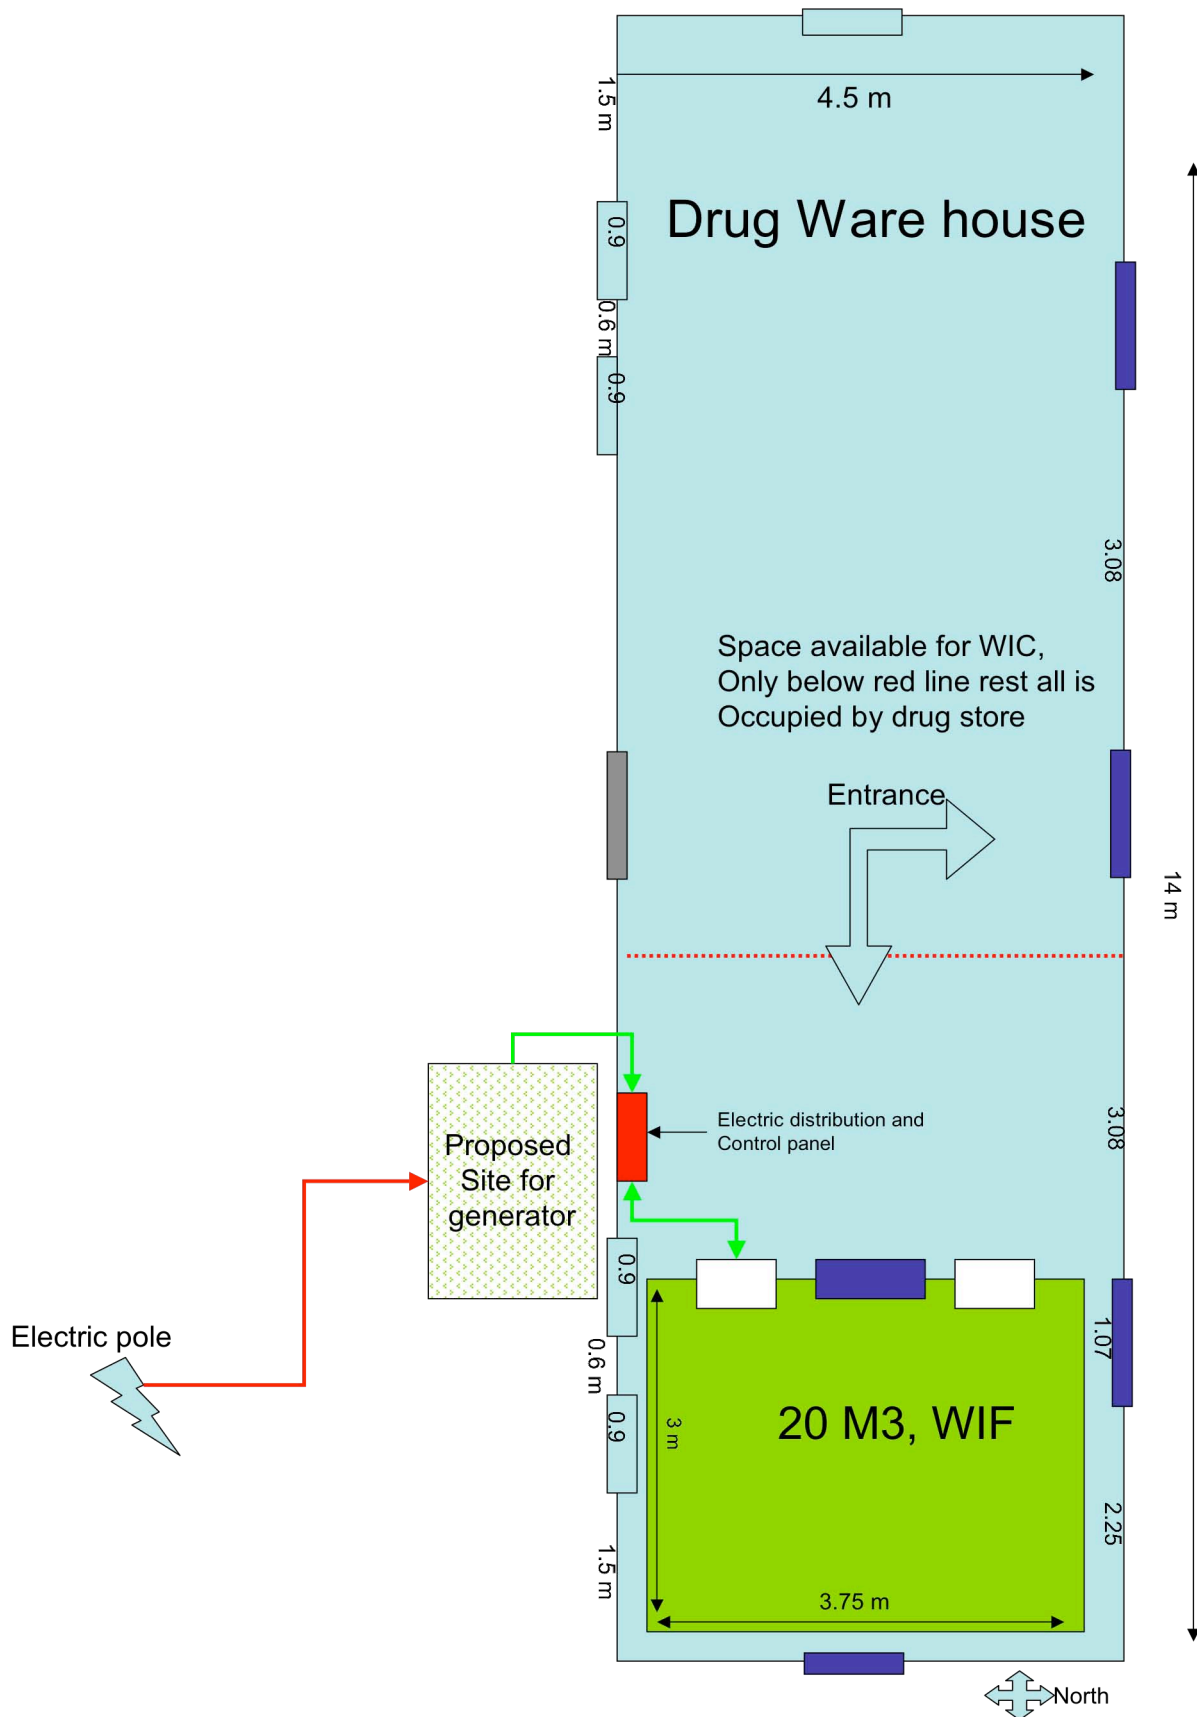 1.5 m
4.5 m
Drug Ware house
0.9
0.6 m
0.9
3.08
Space available for WIC,
Only below red line rest all is
Occupied by drug store
Entrance
14 m
Electric distribution and
Control panel
3.08
Proposed
Site for
generator
0.9
Electric pole
0.6 m
1.07
3 m
20 M3, WIF
0.9
2.25
1.5 m
3.75 m
North